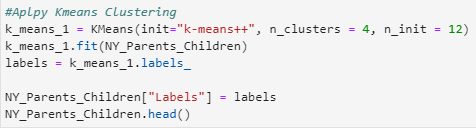 #Aplpy Kmeans Clustering
k_means_1 = KMeans(init="k-means++", n_clusters = 4, n_init = 12)
k_means_1.fit(NY_Parents_Children)
labels = k_means_1.labels_
NY_Parents_Children["Labels"] = labels
NY_Parents_Children.head()